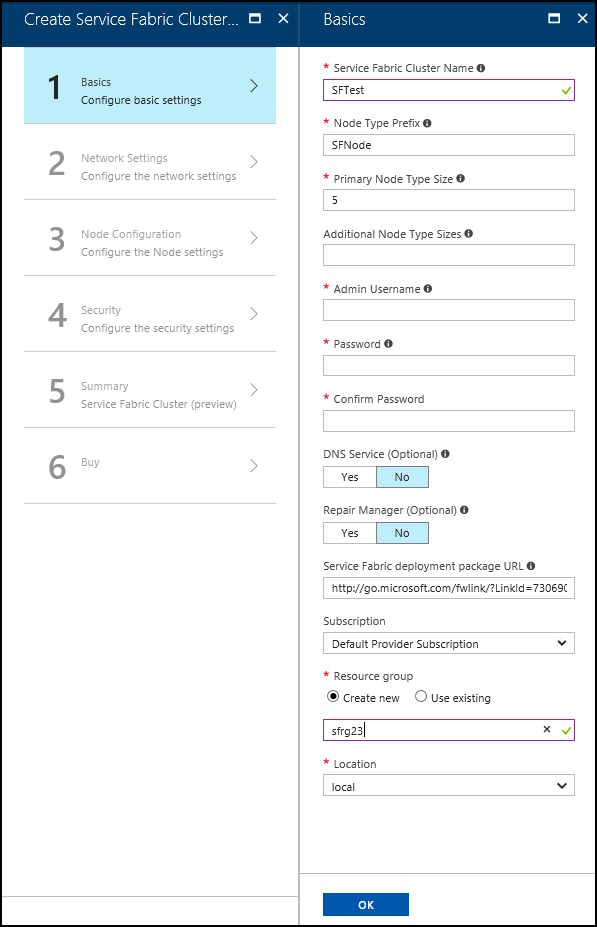 Create Service Fabric Cluster...
1
Basics
Configure basic settings
2
Network Settings
Configure the network settings
3
Node Configuration
Configure the Node settings
4
Security
Configure the security settings
5
Summary
Service Fabric Cluster (preview)
6
Buy
Basics
* Service Fabric Cluster Name
SFTest
* Node Type Prefix
SFNode
* Primary Node Type Size
5
Additional Node Type Sizes
* Admin Username
* Password
* Confirm Password
DNS Service (Optional)
Yes No
Repair Manager (Optional)
Yes No
Service Fabric deployment package URL
http://go.microsoft.com/fwlink/?LinkId=730690
Subscription
Default Provider Subscription
* Resource group
Create new Use existing
sfrg23
* Location
local
OK